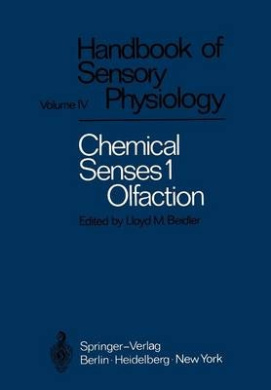 Handbook of
Sensory
Volume IV Physiology
Chemical
Senses 1
Olfaction
Edited by Lloyd M. Beidler
Springer-Verlag
Berlin · Heidelberg · New York